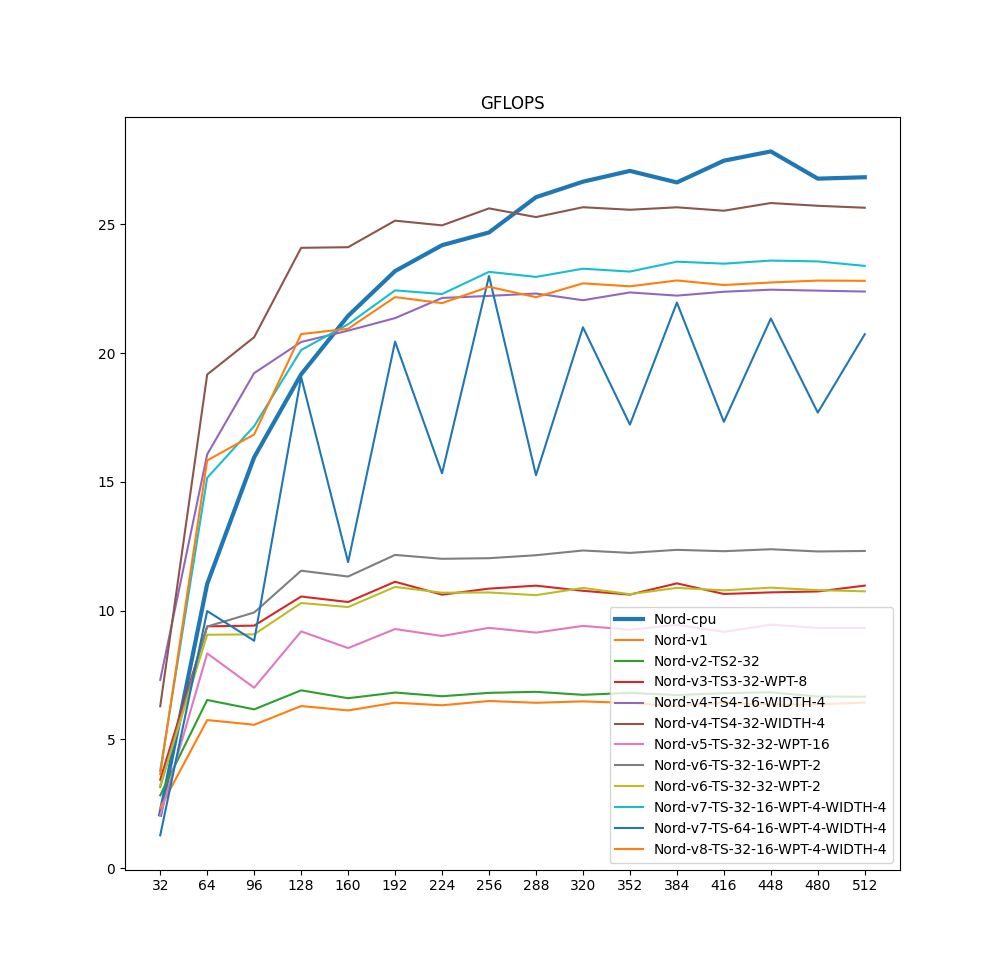 GFLOPS
25
20
15
10
5
0
Nord-cpu
Nord-v1
Nord-v2-TS2-32
Nord-v3-TS3-32-WPT-8
Nord-v4-TS4-16-WIDTH-4
Nord-v4-TS4-32-WIDTH-4
Nord-v5-TS-32-32-WPT-16
Nord-v6-TS-32-16-WPT-2
Nord-v6-TS-32-32-WPT-2
Nord-v7-TS-32-16-WPT-4-WIDTH-4
Nord-v7-TS-64-16-WPT-4-WIDTH-4
Nord-v8-TS-32-16-WPT-4-WIDTH-4
32 64 96 128 160 192 224 256 288 320 352 384 416 448 480 512